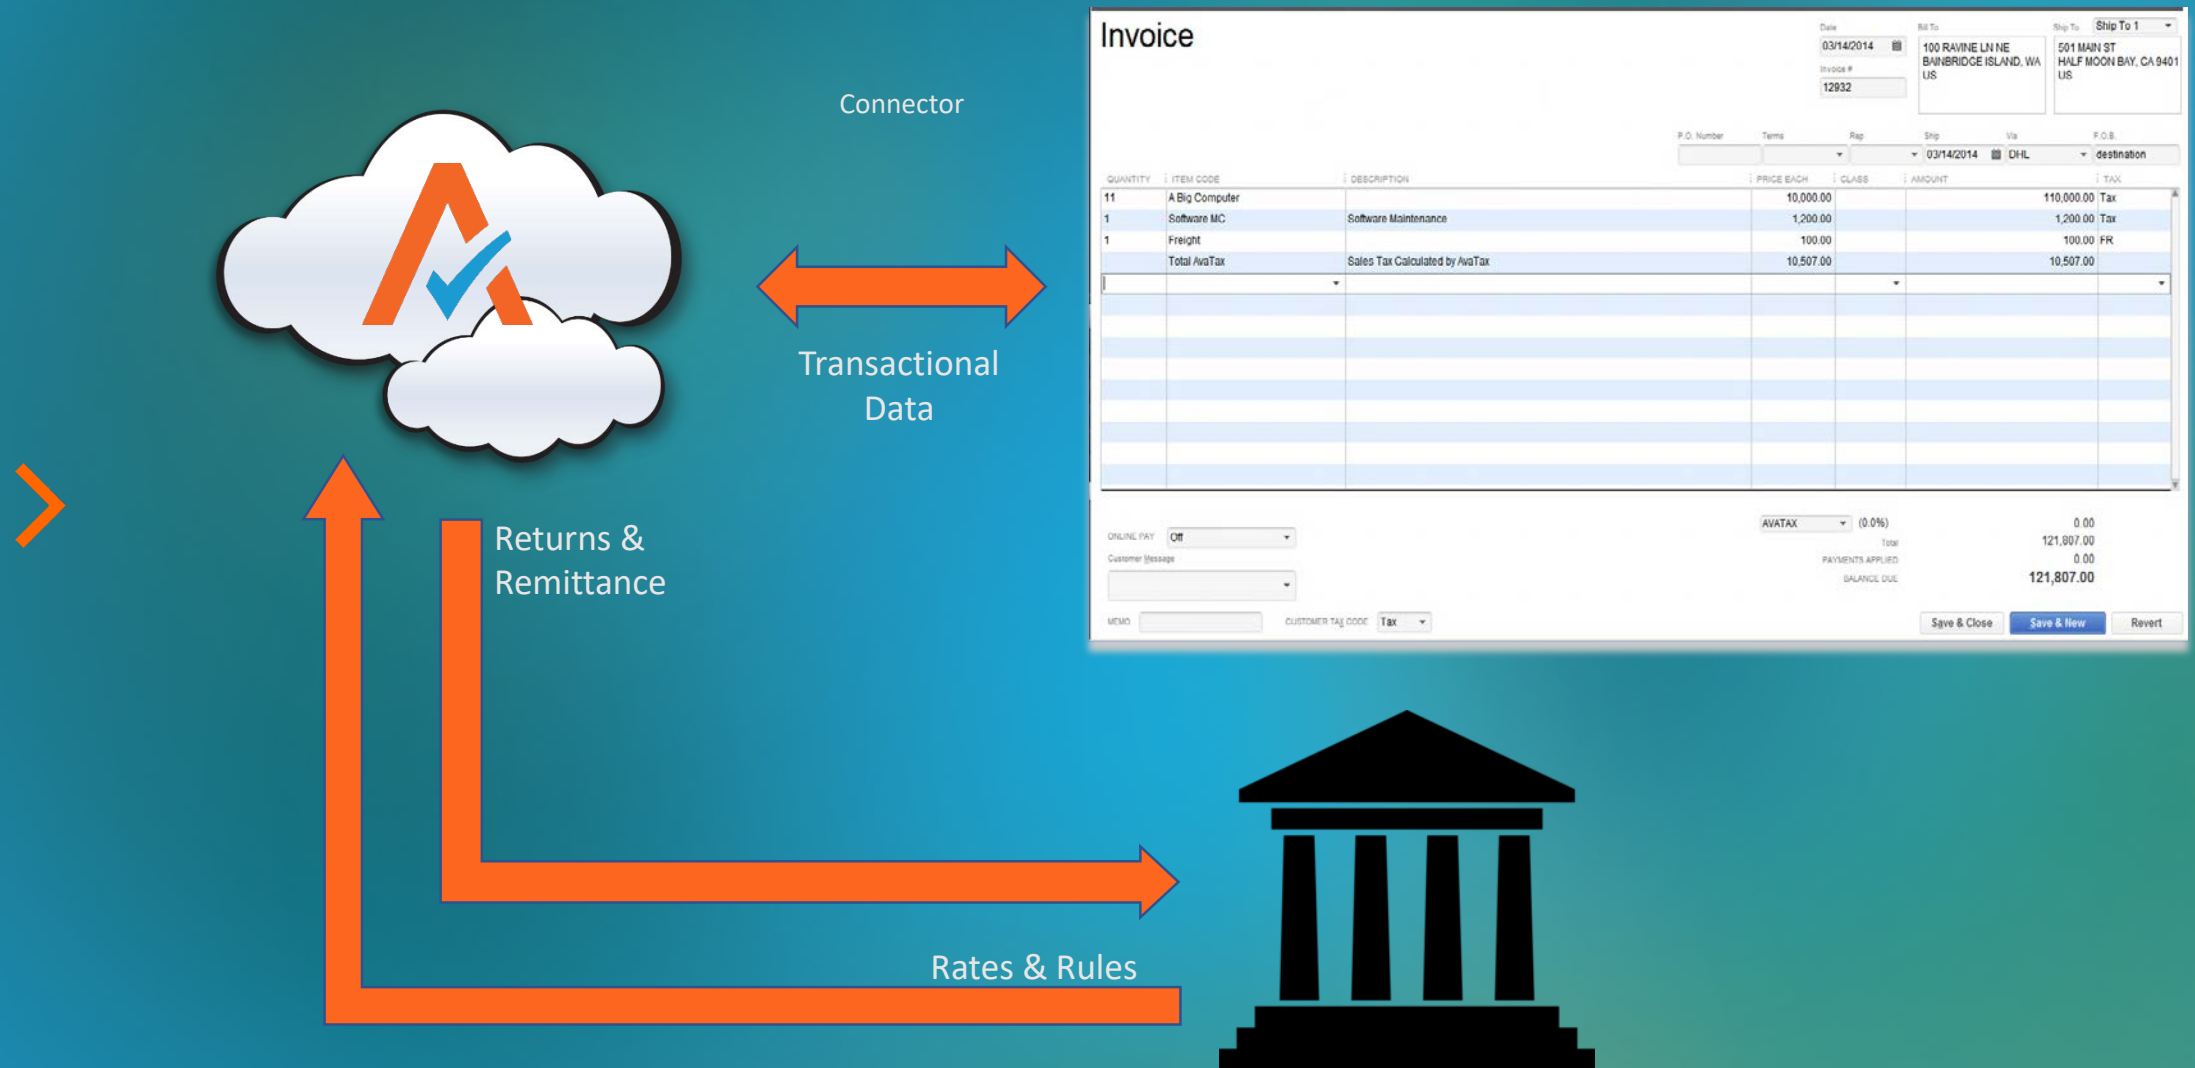 Connector
Transactional
Data
Returns &
Remittance
Rates & Rules
Invoice
Date
03/14/2014
Invoice #
12932
Bill To
100 RAVINE LN NE
BAINBRIDGE ISLAND, WA
US
Ship To
Ship To 1
501 MAIN ST
HALF MOON BAY, CA 9401
US
P.O. Number Terms Rep Ship Via F.O.B.
03/14/2014 DHL destination
QUANTITY ITEM CODE DESCRIPTION PRICE EACH CLASS AMOUNT TAX
11 A Big Computer 10,000.00 110,000.00 Tax
1 Software MC Software Maintenance 1,200.00 1,200.00 Tax
1 Freight 100.00 100.00 FR
Total AvaTax Sales Tax Calculated by AvaTax 10,507.00 10,507.00
ONLINE PAY Off
Customer Message
AVATAX (0.0%) 0.00
Total 121,807.00
PAYMENTS APPLIED 0.00
BALANCE DUE 121,807.00
MEMO CUSTOMER TAX CODE Tax
Save & Close Save & New Revert